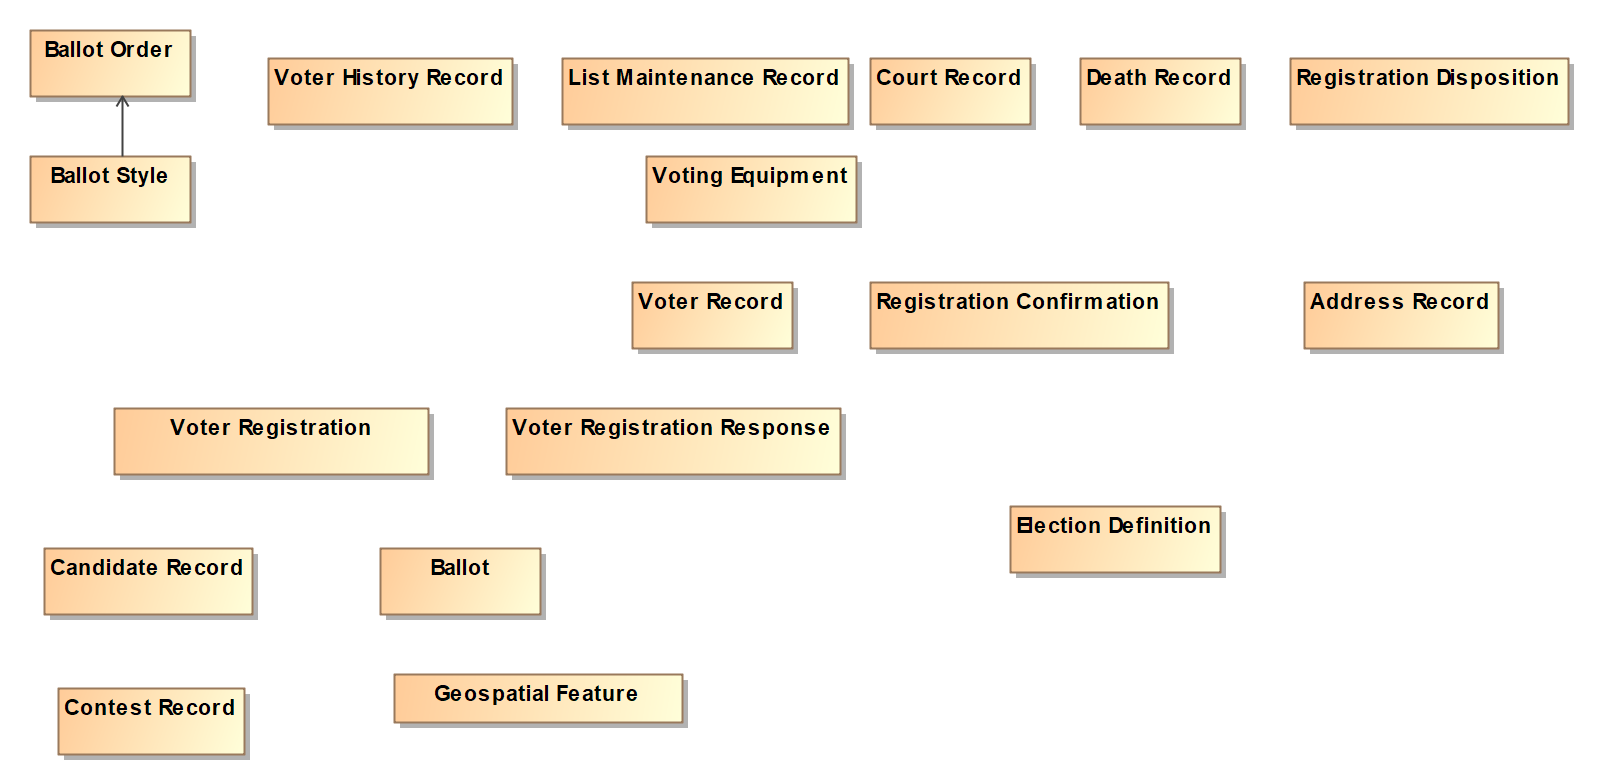 Ballot Order
Voter History Record
List Maintenance Record
Court Record
Death Record
Registration Disposition
Ballot Style
Voting Equipment
Voter Record
Registration Confirmation
Address Record
Voter Registration
Voter Registration Response
Election Definition
Candidate Record
Ballot
Geospatial Feature
Contest Record